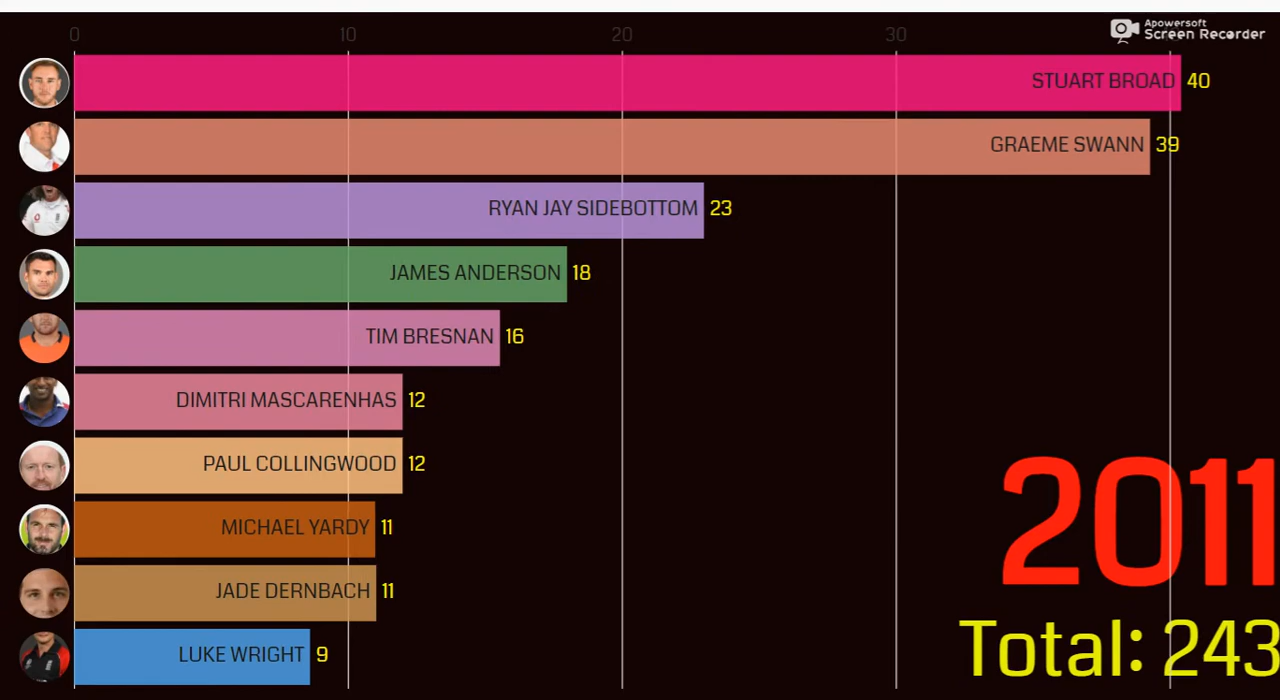 0 10 20 30
Apowersoft
Screen Recorder
STUART BROAD 40
GRAEME SWANN 39
RYAN JAY SIDEBOTTOM 23
JAMES ANDERSON 18
TIM BRESNAN 16
DIMITRI MASCARENHAS 12
PAUL COLLINGWOOD 12
MICHAEL YARDY 11
JADE DERNBACH 11
LUKE WRIGHT 9
2011
Total: 243